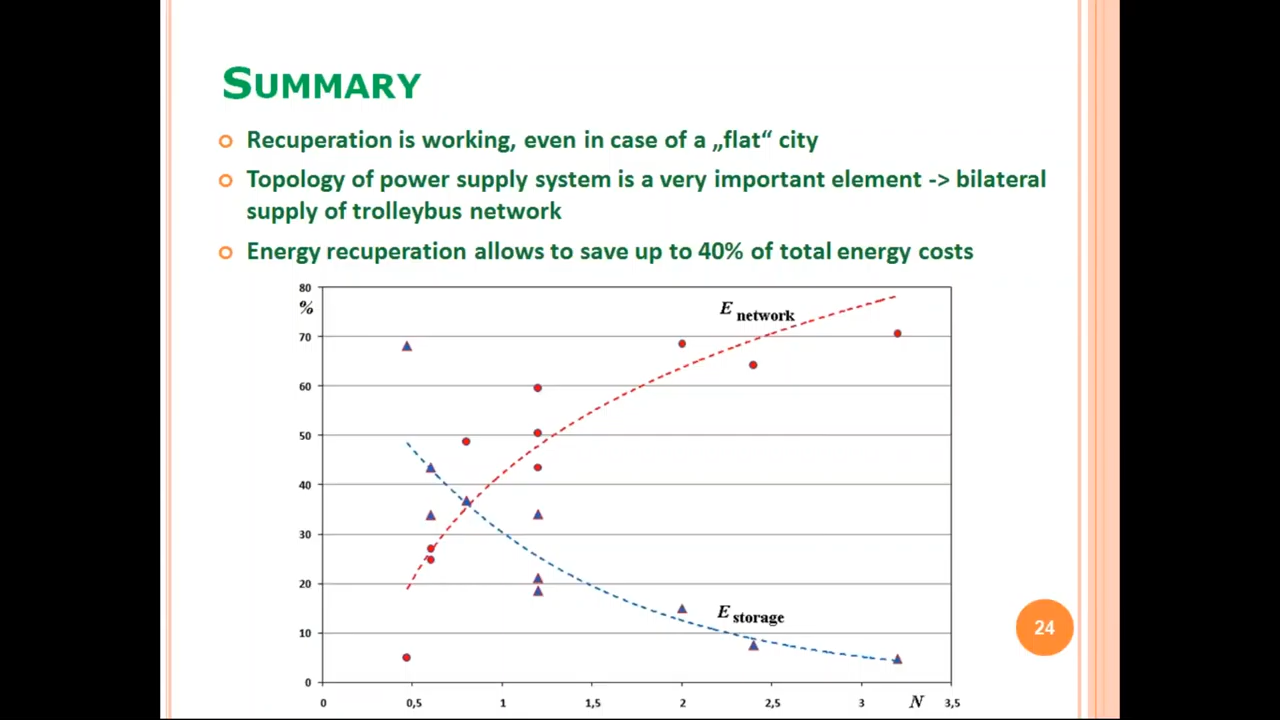 SUMMARY
Recuperation is working, even in case of a „flat“ city
Topology of power supply system is a very important element -> bilateral
supply of trolleybus network
Energy recuperation allows to save up to 40% of total energy costs
80
%
E network
70
60
50
40
30
20
E storage
10
24
0
0 0,5 1 1,5 2 2,5 3 N 3,5